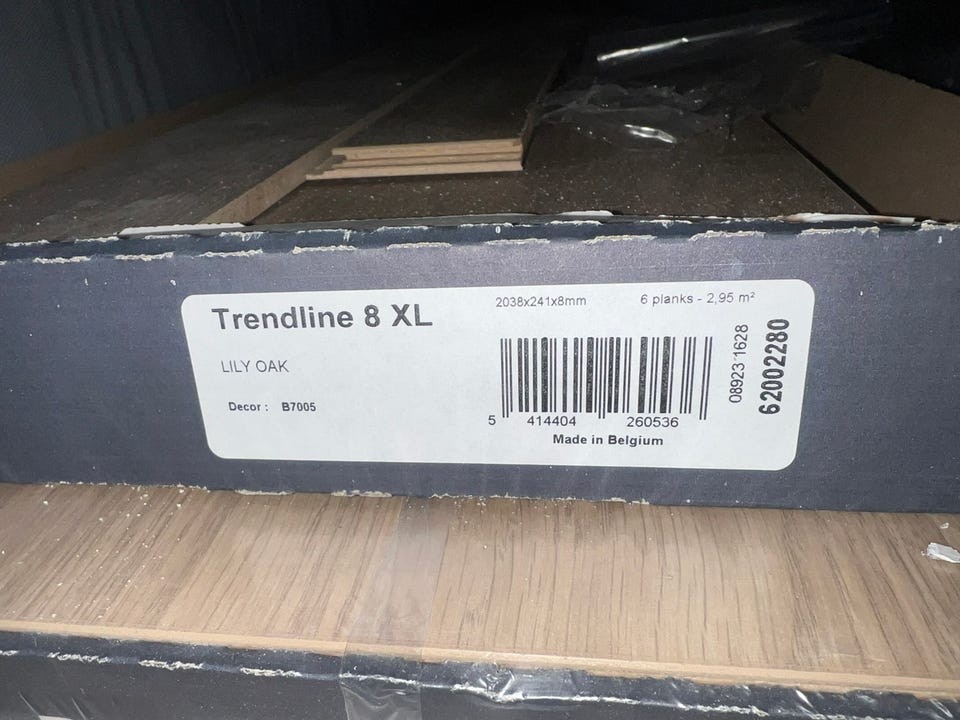 Trendline 8 XL
2038x241x8mm
6 planks - 2,95 m²
LILY OAK
Decor : B7005
5 414404 260536
Made in Belgium
08923 1628
62002280